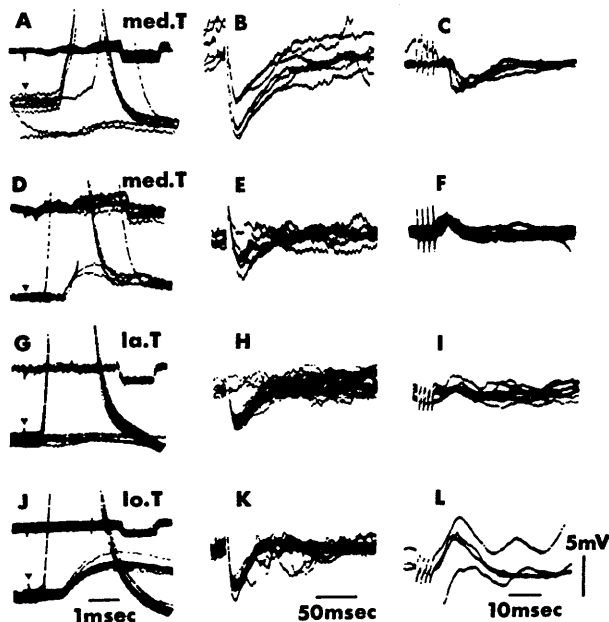 A med.T B C
D med.T E F
G la.T H I
J lo.T K L
5mV
1msec 50msec 10msec